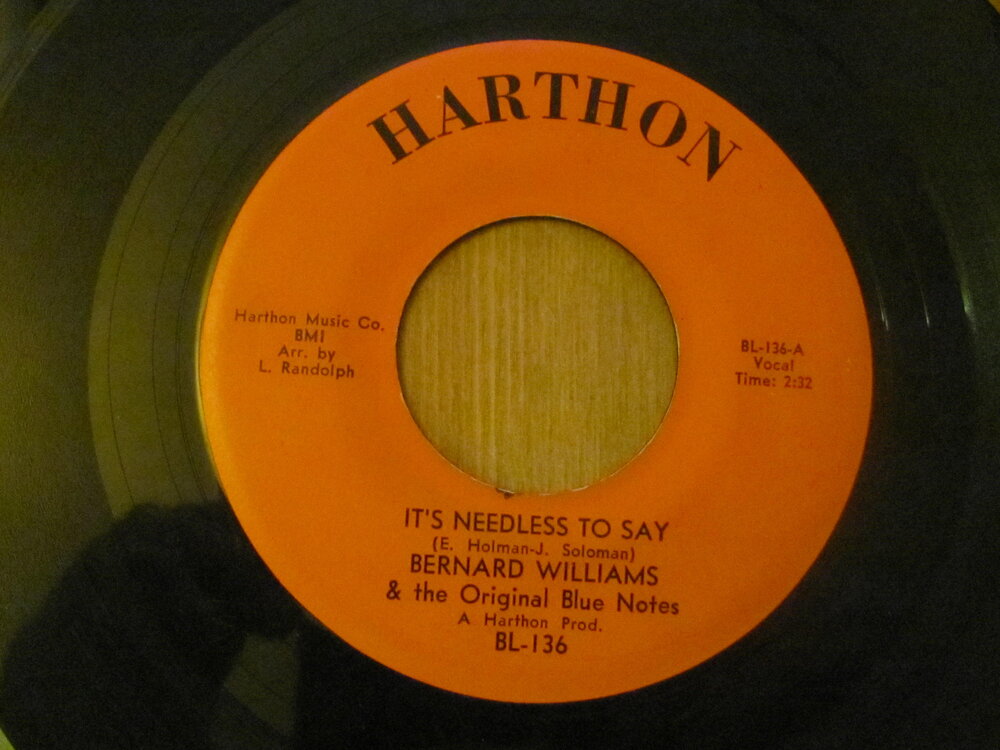 HARTHON
Harthon Music Co.
BMI
Arr. by
L. Randolph
BL-136-A
Vocal
Time: 2:32
IT'S NEEDLESS TO SAY
(E. Holman-J. Soloman)
BERNARD WILLIAMS
& the Original Blue Notes
A Harthon Prod.
BL-136